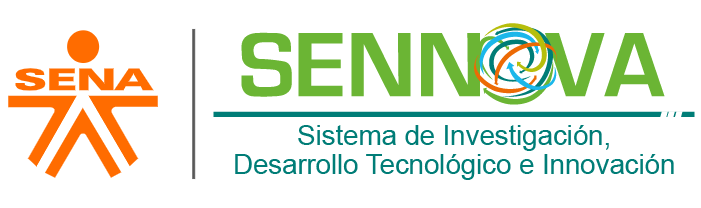 SENA
SENNOVA
Sistema de Investigación,
Desarrollo Tecnológico e Innovación